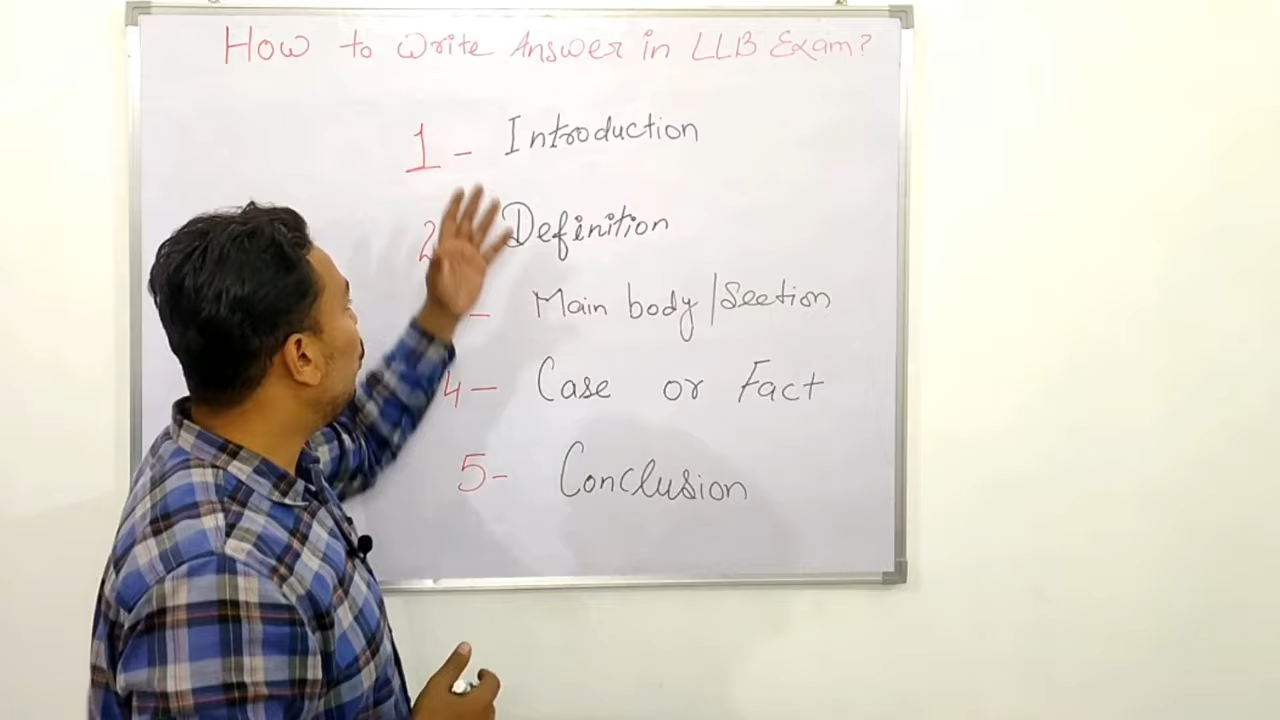 How to Write Answer in LLB Exam?
1 - Introduction
2 Definition
- Main body/Section
4- Case or Fact
5- Conclusion